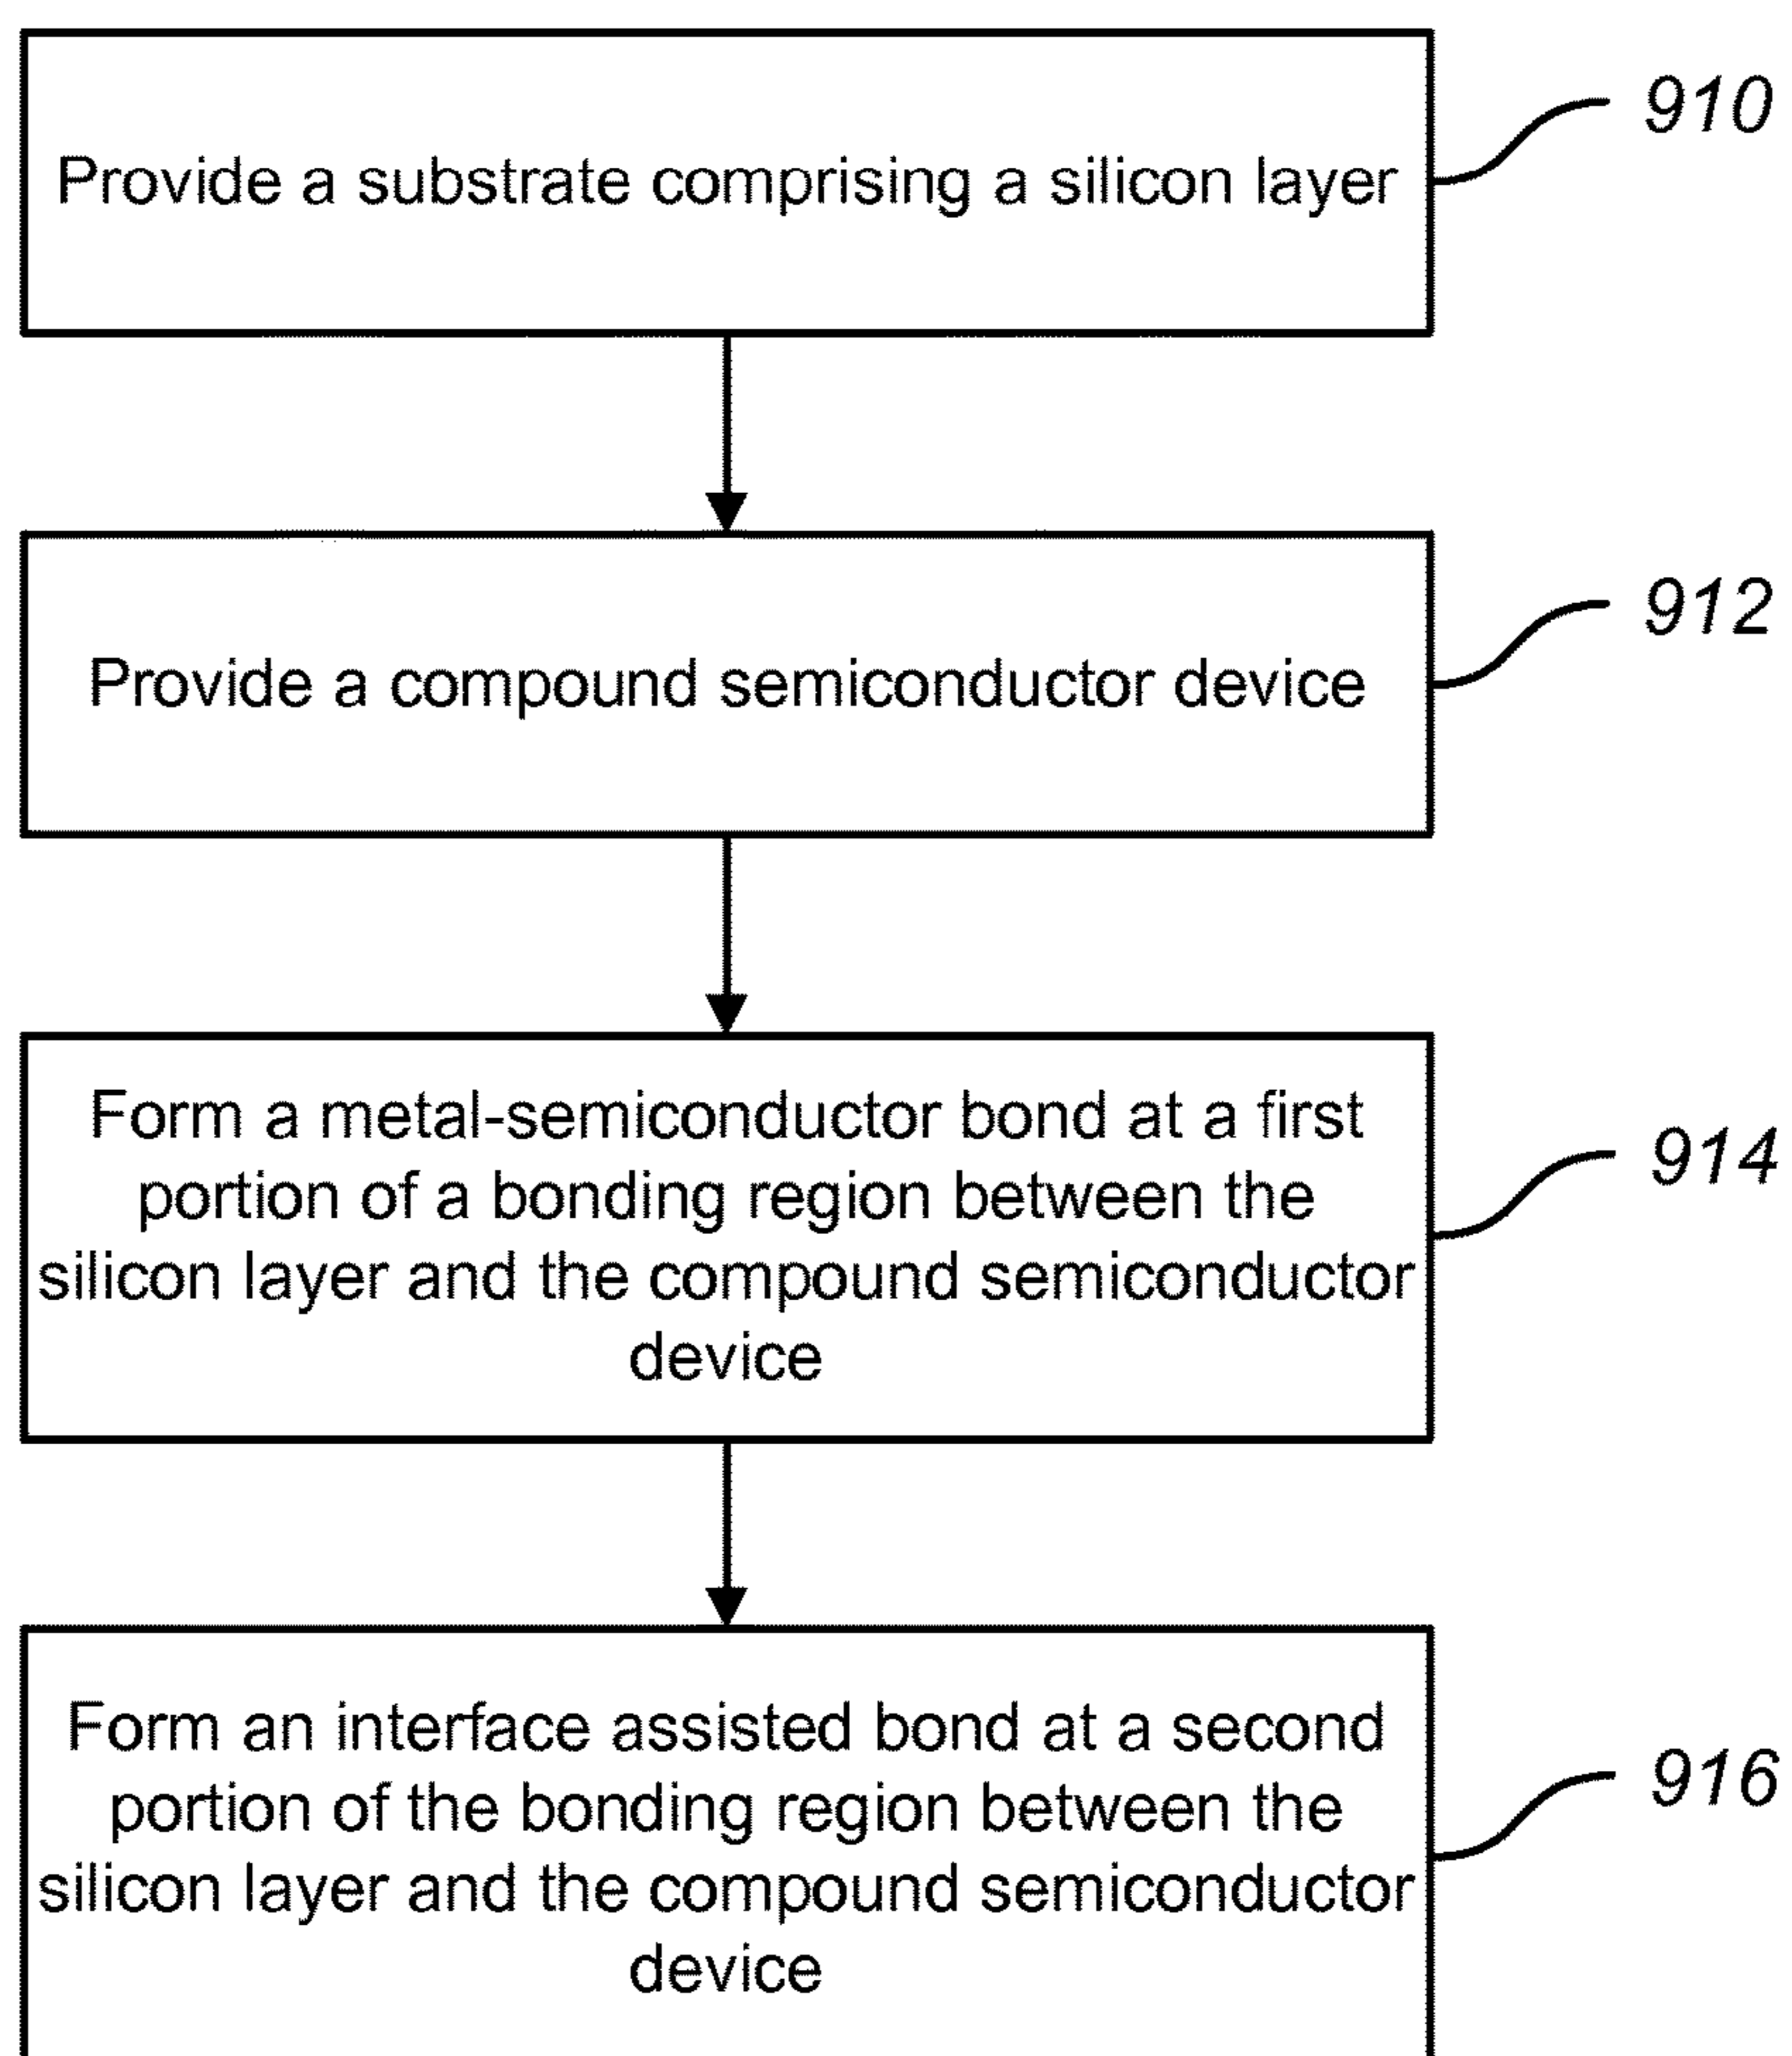 Provide a substrate comprising a silicon layer
910
Provide a compound semiconductor device
912
Form a metal-semiconductor bond at a first
portion of a bonding region between the
silicon layer and the compound semiconductor
device
914
Form an interface assisted bond at a second
portion of the bonding region between the
silicon layer and the compound semiconductor
device
916